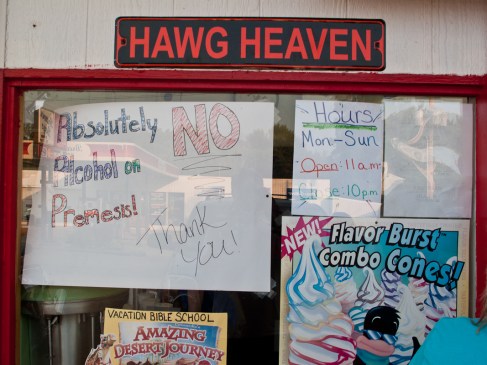 HAWG HEAVEN
Absolutely NO
Alcohol on
Premesis!
Thank
You!
Hours
Mon-Sun
Open: 11am
Close: 10pm
NEW!
Flavor Burst
Combo Cones!
VACATION BIBLE SCHOOL
AMAZING
DESERT JOURNEY